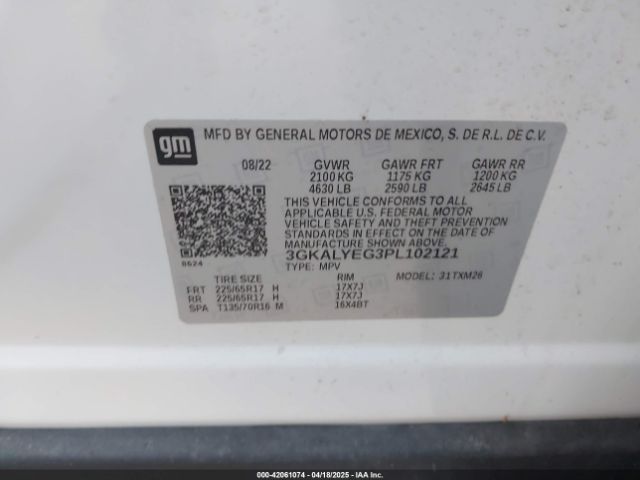 gm
MFD BY GENERAL MOTORS DE MEXICO, S. DE R.L. DE C.V.
08/22 GVWR GAWR FRT GAWR RR
2100 KG 1175 KG 1200 KG
4630 LB 2590 LB 2645 LB
THIS VEHICLE CONFORMS TO ALL
APPLICABLE U.S. FEDERAL MOTOR
VEHICLE SAFETY AND THEFT PREVENTION
STANDARDS IN EFFECT ON THE DATE OF
MANUFACTURE SHOWN ABOVE.
3GKALYEG3PL102121
8624 TYPE: MPV
TIRE SIZE RIM MODEL: 31TXM26
FRT 225/65R17 H 17X7J
RR 225/65R17 H 17X7J
SPA T135/70R16 M 16X4BT
000-42061074 - 04/18/2025 - IAAI.COM